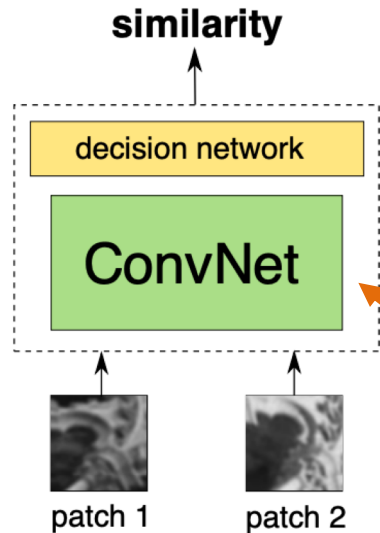 similarity
decision network
ConvNet
patch 1
patch 2